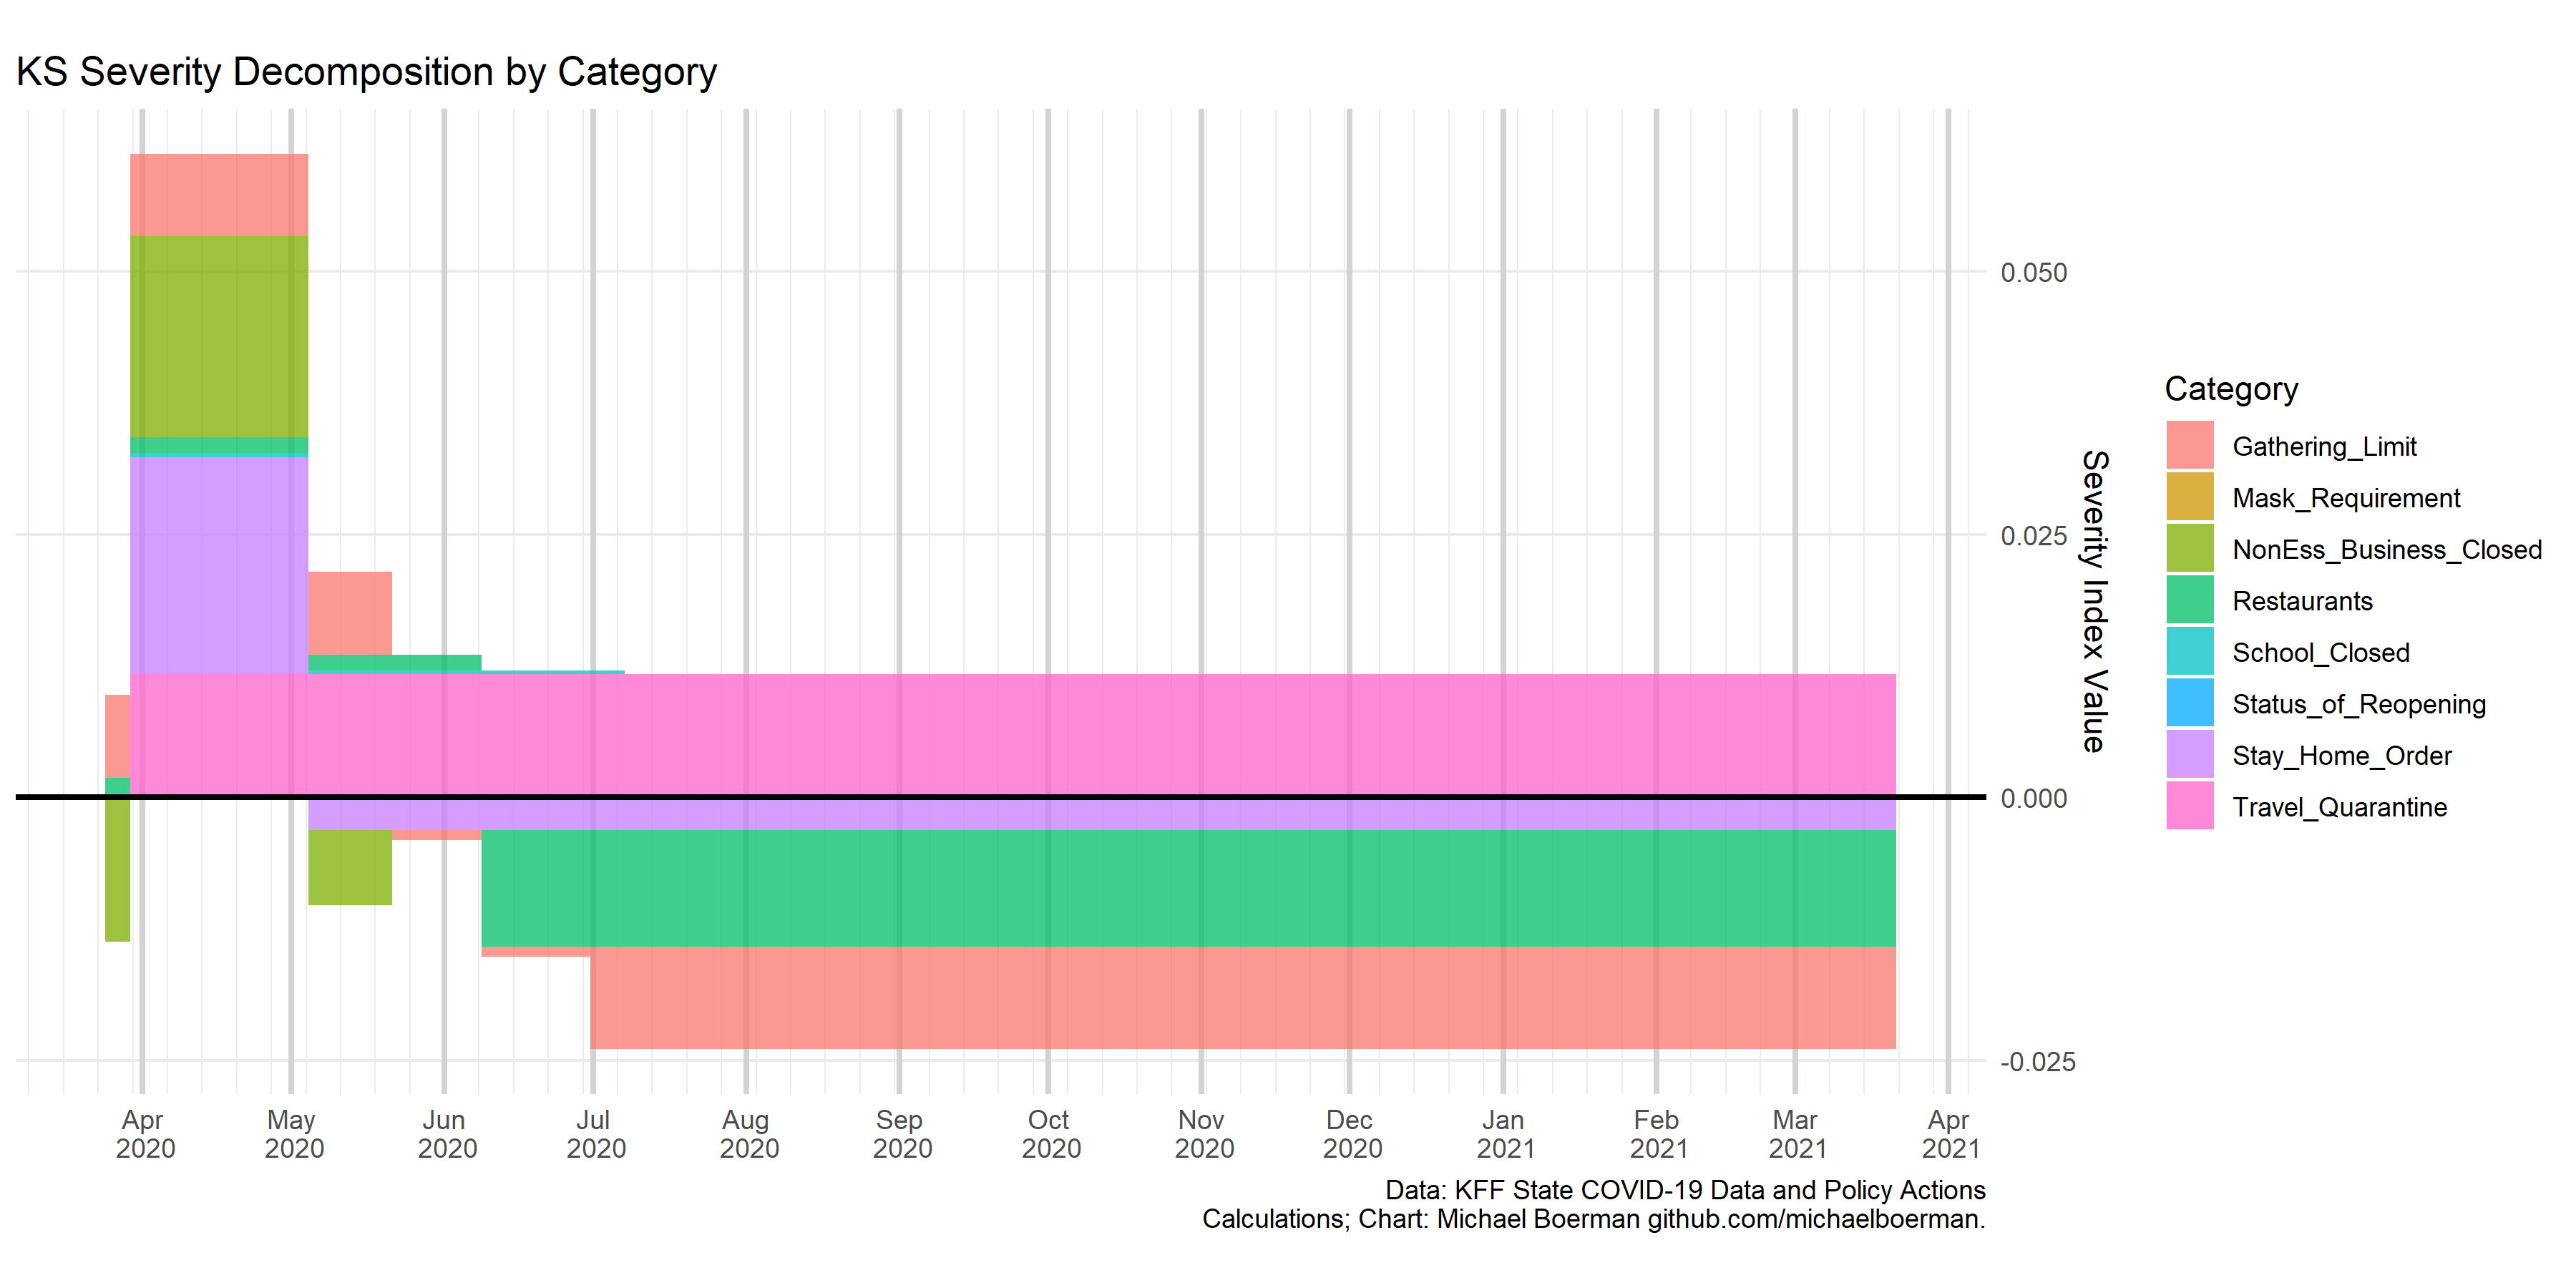 KS Severity Decomposition by Category
0.050
0.025
0.000
-0.025
Severity Index Value
Category
Gathering_Limit
Mask_Requirement
NonEss_Business_Closed
Restaurants
School_Closed
Status_of_Reopening
Stay_Home_Order
Travel_Quarantine
Apr May Jun Jul Aug Sep Oct Nov Dec Jan Feb Mar Apr
2020 2020 2020 2020 2020 2020 2020 2020 2020 2021 2021 2021 2021
Data: KFF State COVID-19 Data and Policy Actions
Calculations; Chart: Michael Boerman github.com/michaelboerman.